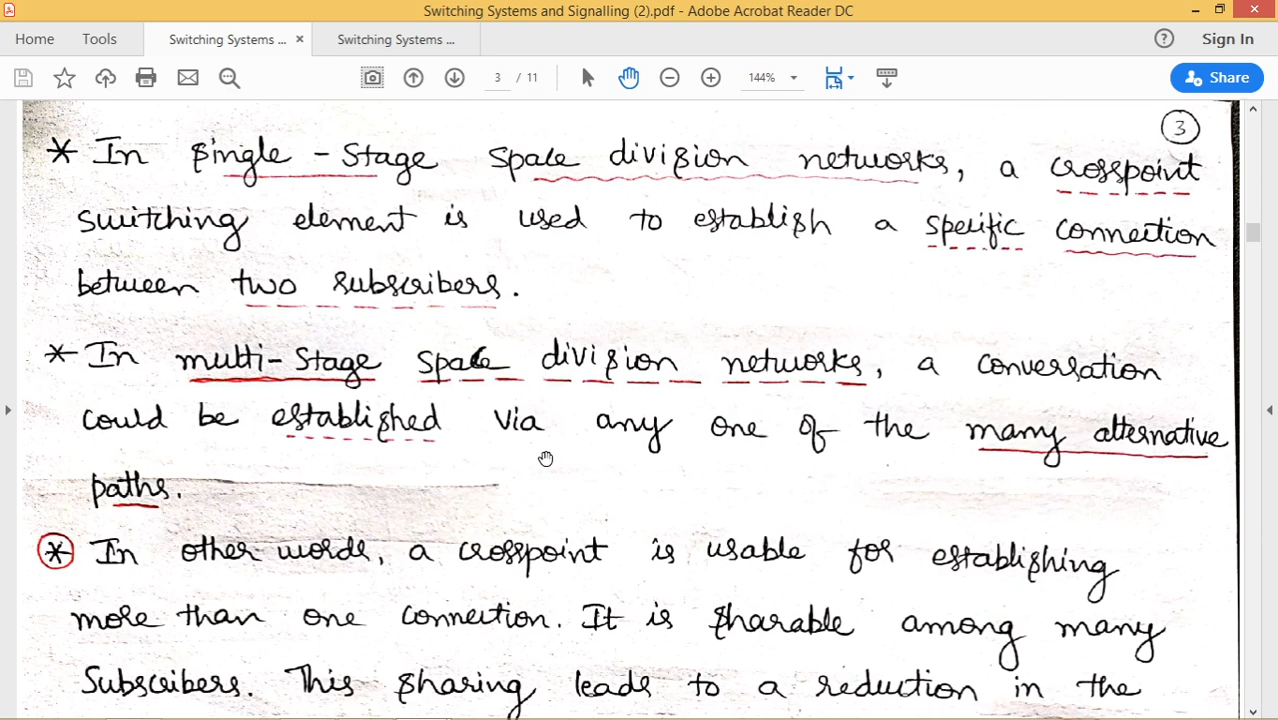 Switching Systems and Signalling (2).pdf - Adobe Acrobat Reader DC
Home Tools Switching Systems ... × Switching Systems ... Sign In
3 / 11 144% Share
3
* In single-stage space division networks, a crosspoint
switching element is used to establish a specific connection
between two subscribers.
* In multi-stage space division networks, a conversation
could be established via any one of the many alternative
paths.
* In other words, a crosspoint is usable for establishing
more than one connection. It is sharable among many
Subscribers. This sharing leads to a reduction in the